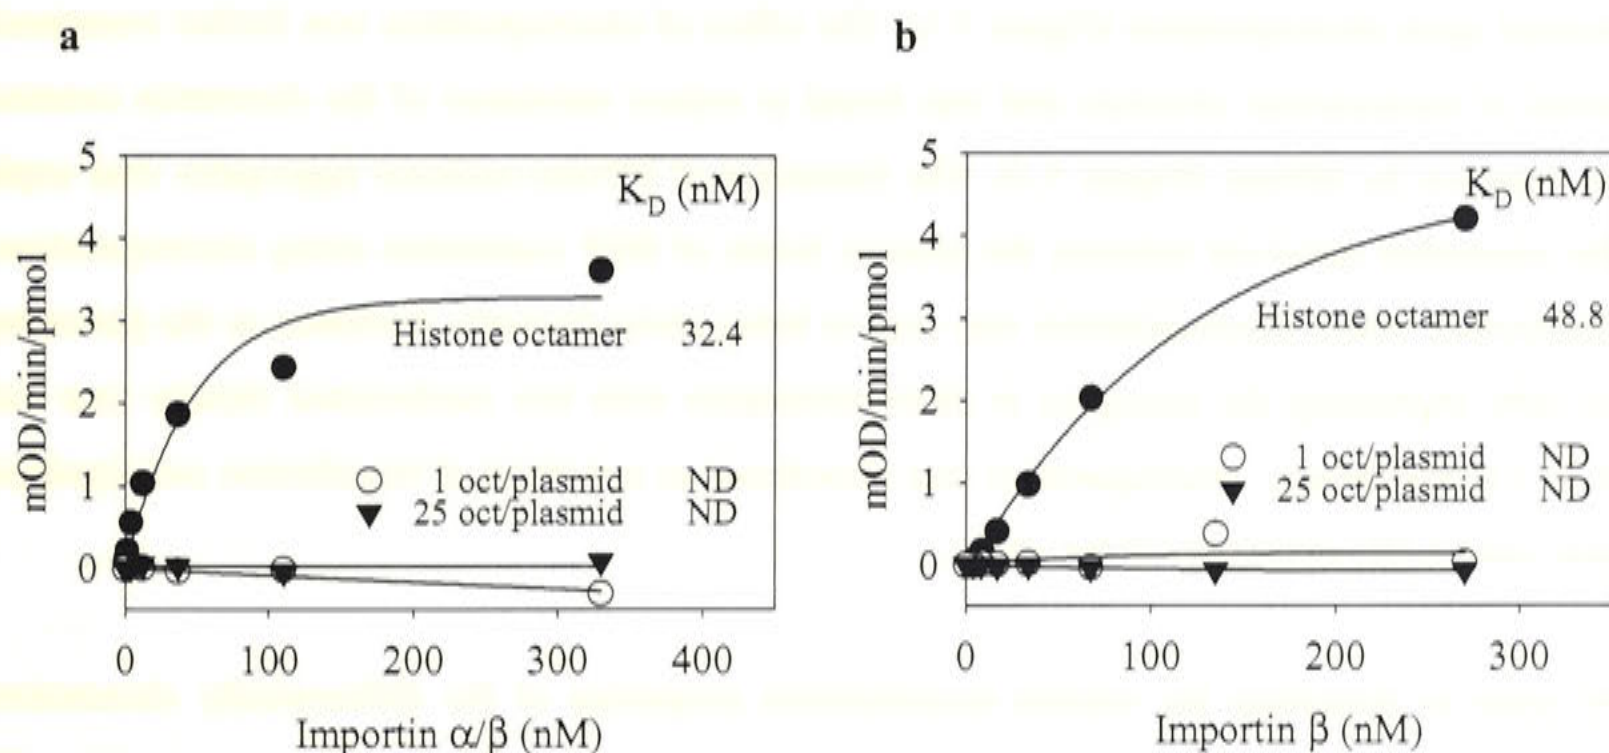 a
5
4
3
2
1
0
mOD/min/pmol
K_D (nM)
Histone octamer 32.4
1 oct/plasmid ND
25 oct/plasmid ND
0 100 200 300 400
Importin α/β (nM)
b
5
4
3
2
1
0
mOD/min/pmol
K_D (nM)
Histone octamer 48.8
1 oct/plasmid ND
25 oct/plasmid ND
0 100 200 300
Importin β (nM)